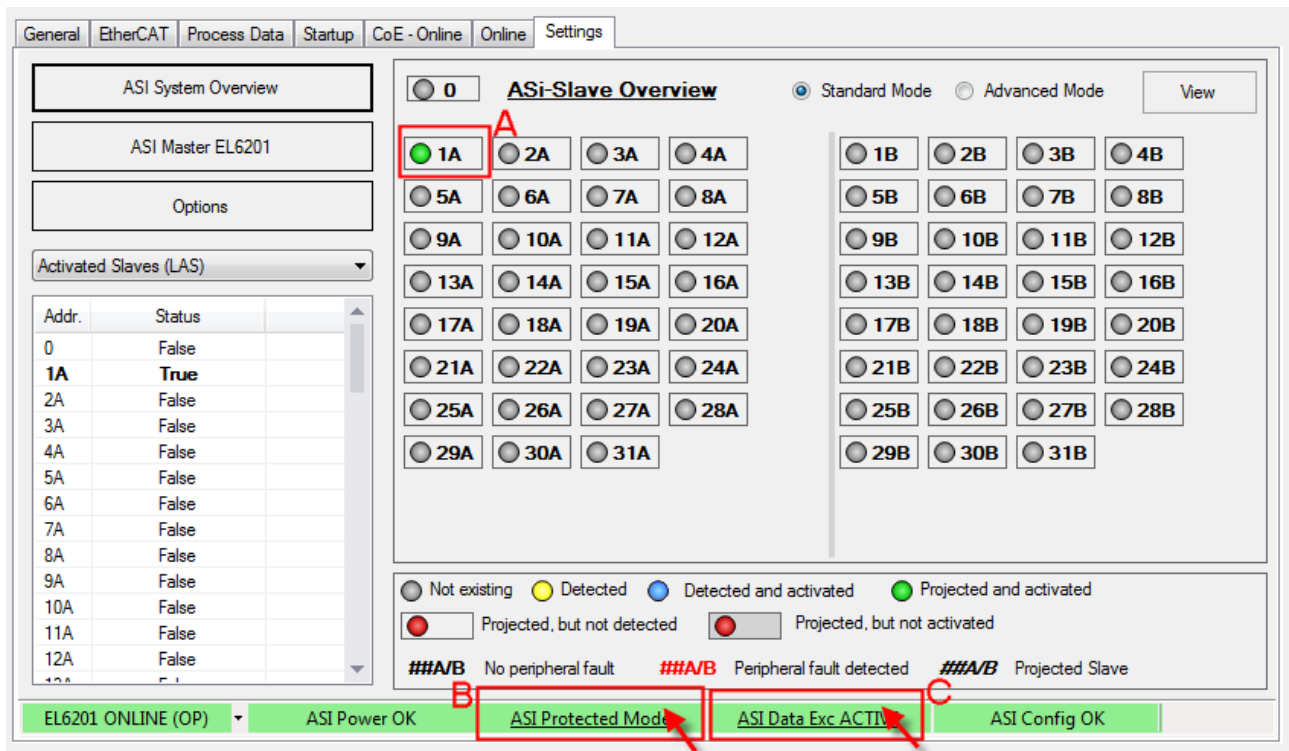 General EtherCAT Process Data Startup CoE - Online Online Settings
ASI System Overview
ASI Master EL6201
Options
Activated Slaves (LAS)
Addr. Status
0 False
1A True
2A False
3A False
4A False
5A False
6A False
7A False
8A False
9A False
10A False
11A False
12A False
0 ASi-Slave Overview Standard Mode Advanced Mode View
A
1A 2A 3A 4A 1B 2B 3B 4B
5A 6A 7A 8A 5B 6B 7B 8B
9A 10A 11A 12A 9B 10B 11B 12B
13A 14A 15A 16A 13B 14B 15B 16B
17A 18A 19A 20A 17B 18B 19B 20B
21A 22A 23A 24A 21B 22B 23B 24B
25A 26A 27A 28A 25B 26B 27B 28B
29A 30A 31A 29B 30B 31B
Not existing Detected Detected and activated Projected and activated
Projected, but not detected Projected, but not activated
##A/B No peripheral fault ##A/B Peripheral fault detected ##A/B Projected Slave
B C
EL6201 ONLINE (OP) ASI Power OK ASI Protected Mode ASI Data Exc ACTIVE ASI Config OK